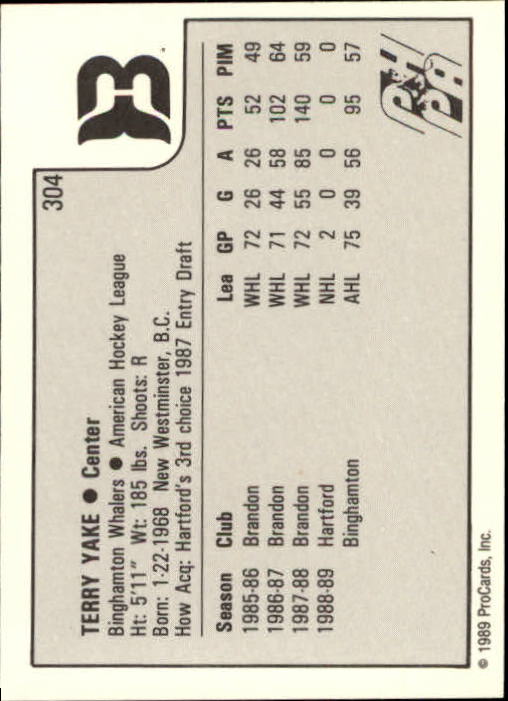 304
TERRY YAKE ● Center
Binghamton Whalers ● American Hockey League
Ht: 5'11" Wt: 185 lbs. Shoots: R
Born: 1-22-1968 New Westminster, B.C.
How Acq: Hartford's 3rd choice 1987 Entry Draft
Season Club Lea GP G A PTS PIM
1985-86 Brandon WHL 72 26 26 52 49
1986-87 Brandon WHL 71 44 58 102 64
1987-88 Brandon WHL 72 55 85 140 59
1988-89 Hartford NHL 2 0 0 0 0
Binghamton AHL 75 39 56 95 57
© 1989 ProCards, Inc.